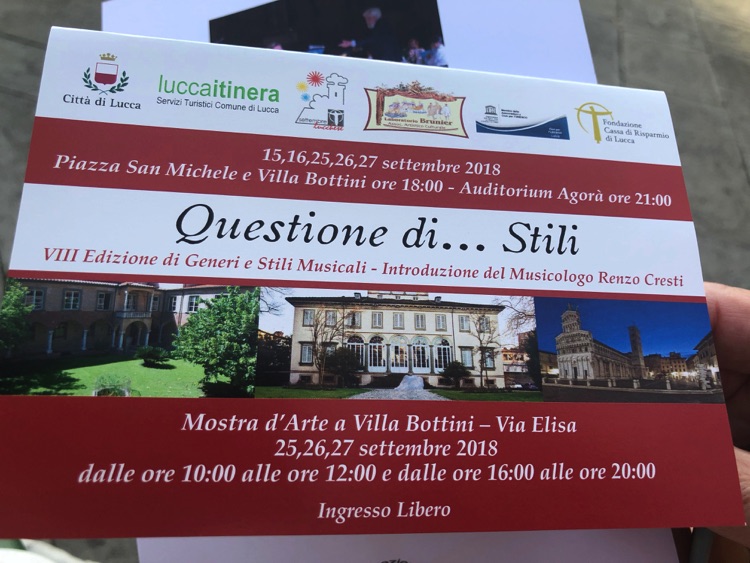 Città di Lucca
luccaitinera
Servizi Turistici Comune di Lucca
Laboratorio Brunier
Fondazione
Cassa di Risparmio
di Lucca
15,16,25,26,27 settembre 2018
Piazza San Michele e Villa Bottini ore 18:00 - Auditorium Agorà ore 21:00
Questione di... Stili
VIII Edizione di Generi e Stili Musicali - Introduzione del Musicologo Renzo Cresti
Mostra d'Arte a Villa Bottini – Via Elisa
25,26,27 settembre 2018
dalle ore 10:00 alle ore 12:00 e dalle ore 16:00 alle ore 20:00
Ingresso Libero